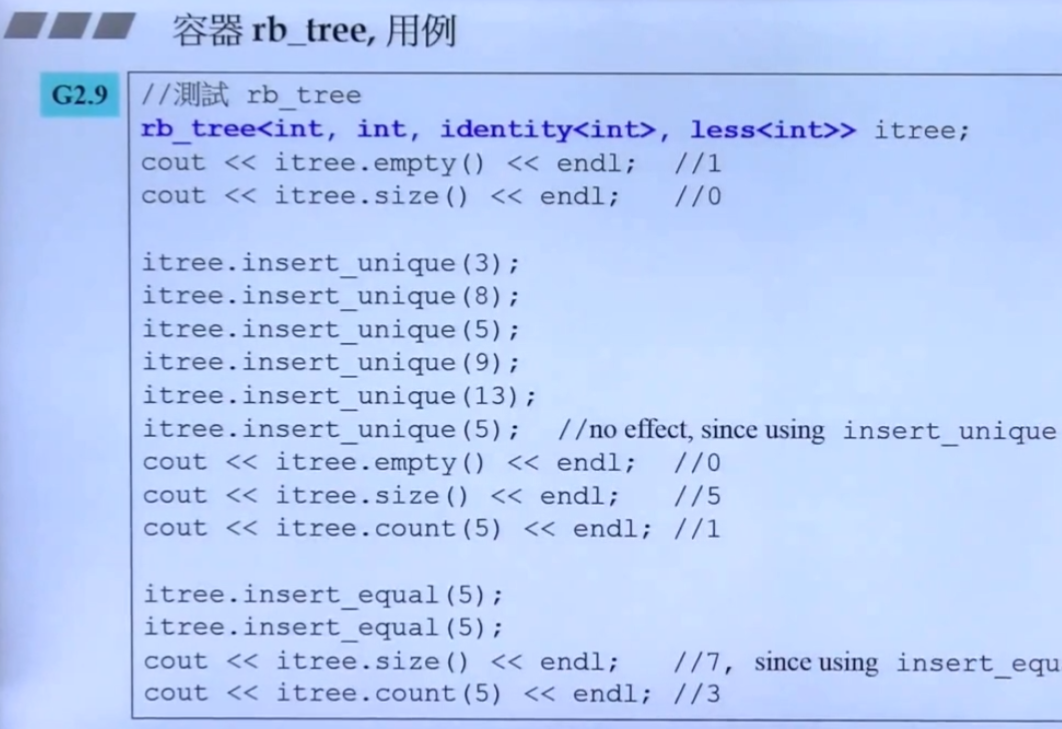 容器 rb_tree, 用例
G2.9
//測試 rb_tree
rb_tree<int, int, identity<int>, less<int>> itree;
cout << itree.empty() << endl; //1
cout << itree.size() << endl; //0
itree.insert_unique(3);
itree.insert_unique(8);
itree.insert_unique(5);
itree.insert_unique(9);
itree.insert_unique(13);
itree.insert_unique(5); //no effect, since using insert_unique
cout << itree.empty() << endl; //0
cout << itree.size() << endl; //5
cout << itree.count(5) << endl; //1
itree.insert_equal(5);
itree.insert_equal(5);
cout << itree.size() << endl; //7, since using insert_equ
cout << itree.count(5) << endl; //3